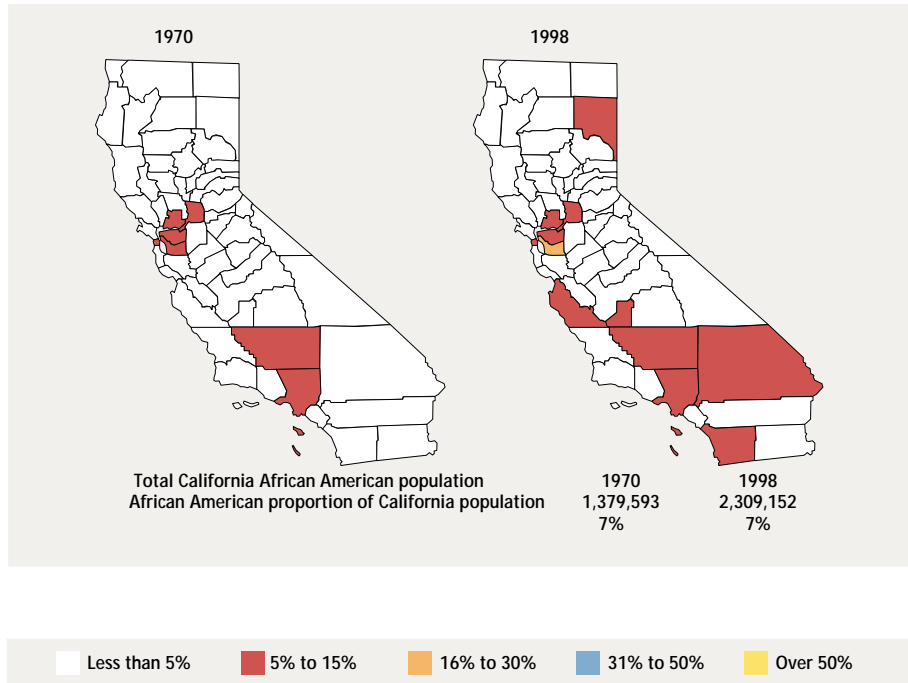 1970 1998
Total California African American population 1970 1998
African American proportion of California population 1,379,593 2,309,152
7% 7%
Less than 5% 5% to 15% 16% to 30% 31% to 50% Over 50%